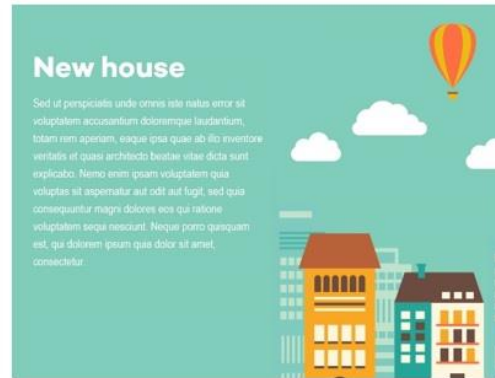 New house
Sed ut perspiciatis unde omnis iste natus error sit
voluptatem accusantium doloremque laudantium,
totam rem aperiam, eaque ipsa quae ab illo inventore
veritatis et quasi architecto beatae vitae dicta sunt
explicabo. Nemo enim ipsam voluptatem quia
voluptas sit aspernatur aut odit aut fugit, sed quia
consequuntur magni dolores eos qui ratione
voluptatem sequi nesciunt. Neque porro quisquam
est, qui dolorem ipsum quia dolor sit amet,
consectetur.